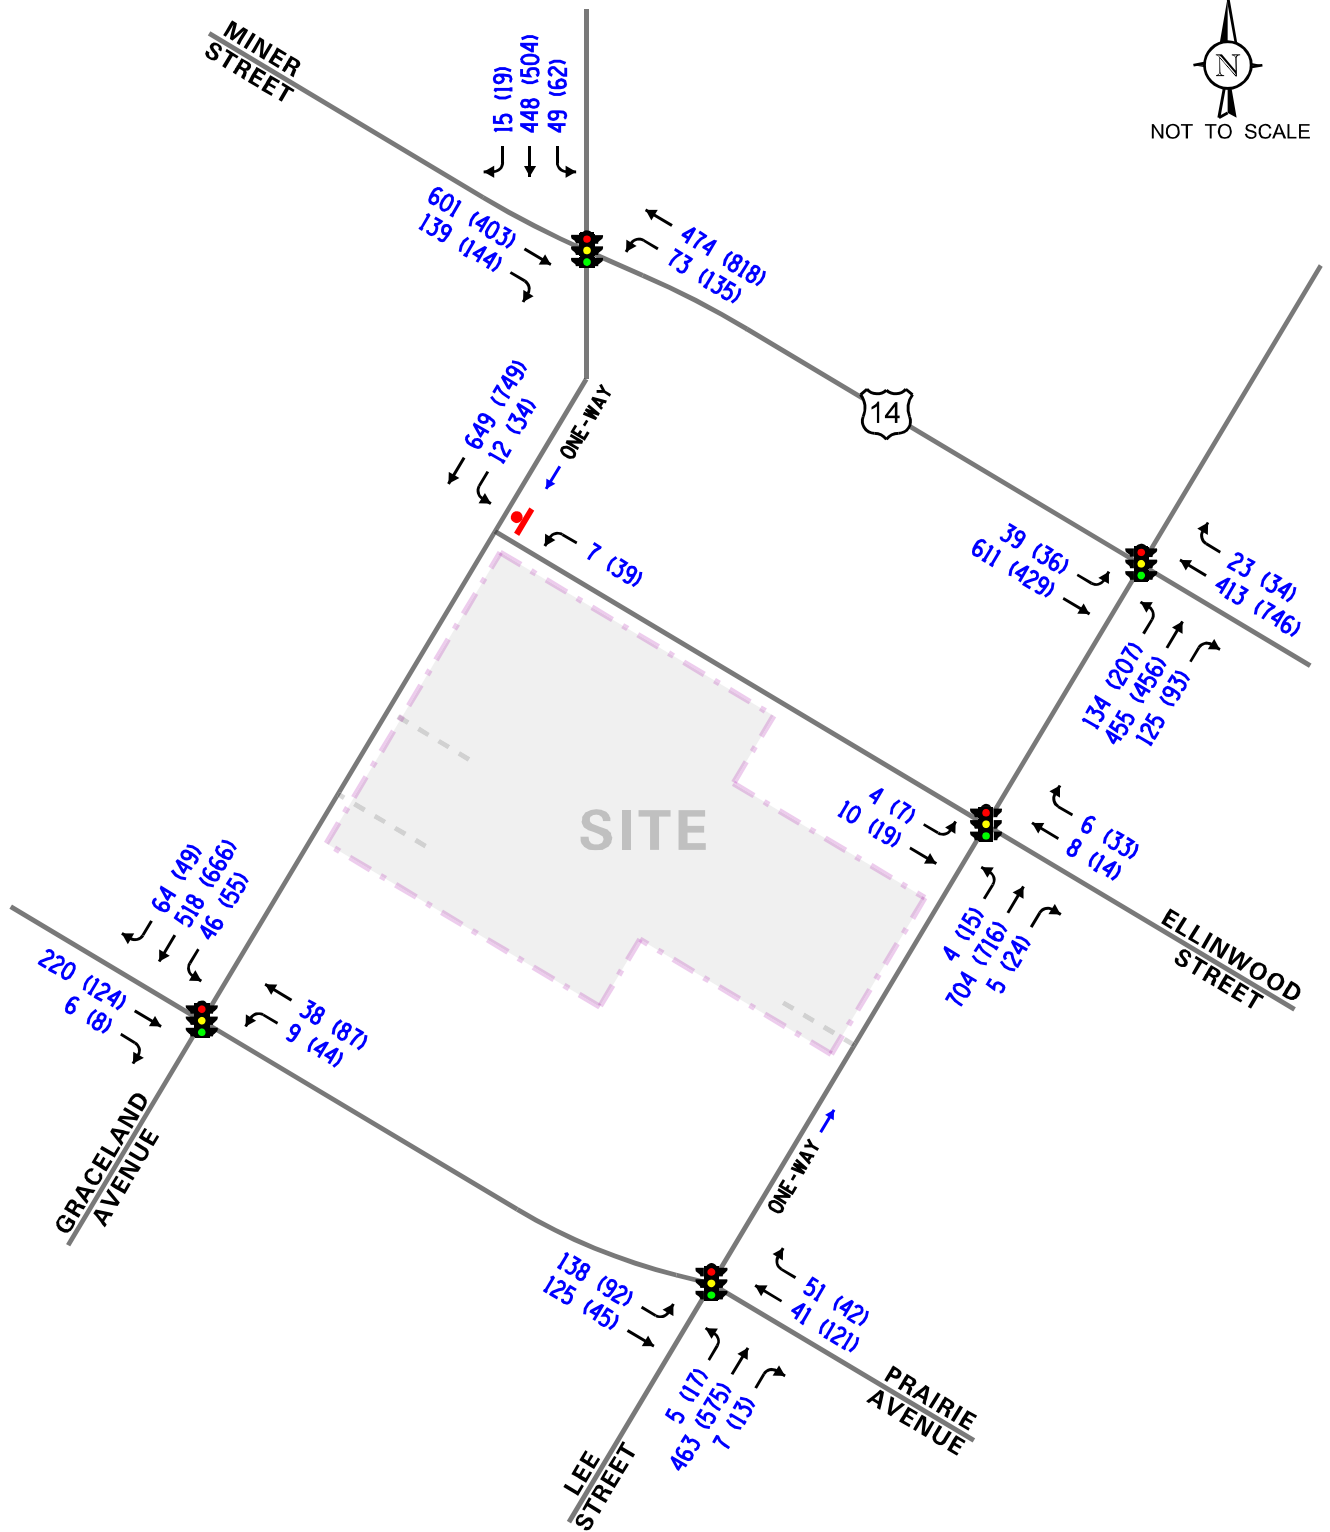 MINER
STREET
N
NOT TO SCALE
15 (19)
448 (504)
49 (62)
601 (403)
139 (144)
474 (818)
73 (135)
649 (749)
12 (34)
ONE-WAY
14
7 (39)
39 (36)
611 (429)
23 (34)
413 (746)
134 (207)
455 (456)
125 (93)
SITE
4 (7)
10 (19)
6 (33)
8 (14)
4 (15)
704 (716)
5 (24)
ELLINWOOD
STREET
64 (49)
518 (666)
46 (55)
220 (124)
6 (8)
38 (87)
9 (44)
GRACELAND
AVENUE
ONE-WAY
138 (92)
125 (45)
51 (42)
41 (121)
5 (17)
463 (575)
7 (13)
PRAIRIE
AVENUE
LEE
STREET